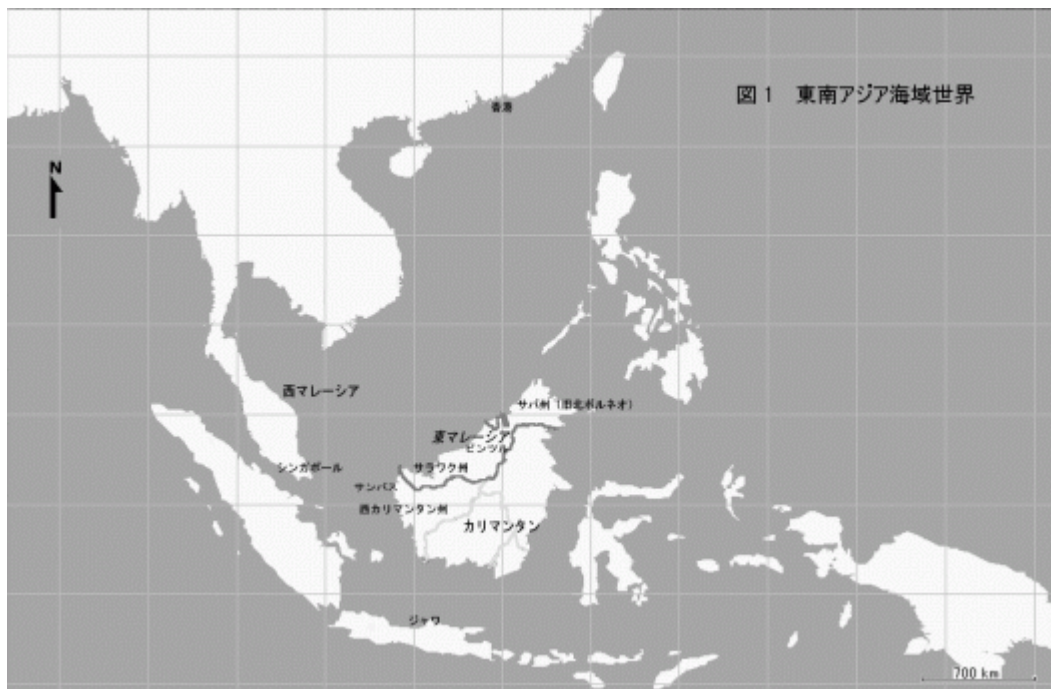 図1 東南アジア海域世界
香港
N
西マレーシア
サバ州（旧北ボルネオ）
東マレーシア
ビンツル
シンガポール
サラワク州
サンバス
西カリマンタン州
カリマンタン
ジャワ
700 km